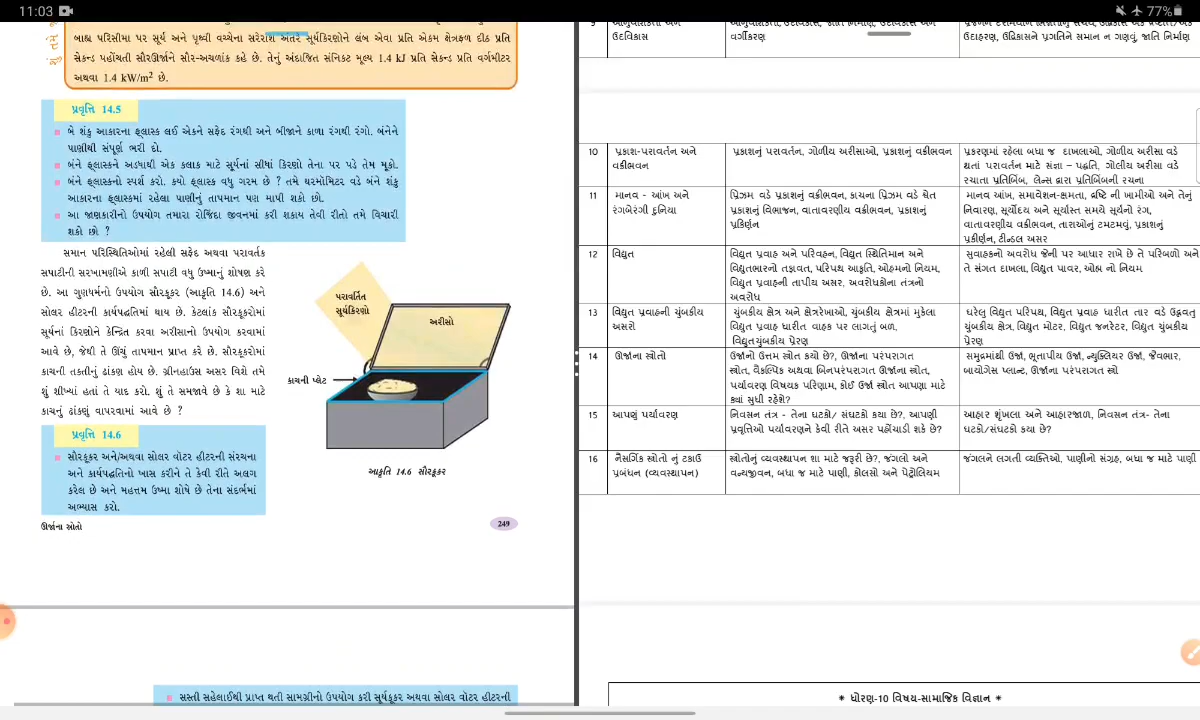 11:03
77%
બાહ્ય પરિસીમા પર સૂર્ય અને પૃથ્વી વચ્ચેના સરેરાશ અંતરે સૂર્યકિરણોને લંબ એવા પ્રતિ એકમ ક્ષેત્રફળ દીઠ પ્રતિ
સેકન્ડ પહોંચતી સૌરઊર્જાને સૌર-અચળાંક કહે છે. તેનું અંદાજિત સંનિકટ મૂલ્ય 1.4 kJ પ્રતિ સેકન્ડ પ્રતિ વર્ગમીટર
અથવા 1.4 kW/m² છે.
પ્રવૃત્તિ 14.5
બે શંકુ આકારના ફ્લાસ્ક લઈ એકને સફેદ રંગથી અને બીજાને કાળા રંગથી રંગો. બંનેને
પાણીથી સંપૂર્ણ ભરી દો.
બંને ફ્લાસ્કને અડધાથી એક કલાક માટે સૂર્યનાં સીધાં કિરણો તેના પર પડે તેમ મૂકો.
બંને ફ્લાસ્કનો સ્પર્શ કરો. કયો ફ્લાસ્ક વધુ ગરમ છે ? તમે થરમૉમિટર વડે બંને શંકુ
આકારના ફ્લાસ્કમાં રહેલા પાણીનું તાપમાન પણ માપી શકો છો.
આ જાણકારીનો ઉપયોગ તમારા રોજિંદા જીવનમાં કરી શકાય તેવી રીતો તમે વિચારી
શકો છો ?
સમાન પરિસ્થિતિઓમાં રહેલી સફેદ અથવા પરાવર્તક
સપાટીની સરખામણીએ કાળી સપાટી વધુ ઉષ્માનું શોષણ કરે
છે. આ ગુણધર્મનો ઉપયોગ સૌરકૂકર (આકૃતિ 14.6) અને
સોલર હીટરની કાર્યપદ્ધતિમાં થાય છે. કેટલાંક સૌરકૂકરોમાં
સૂર્યનાં કિરણોને કેન્દ્રિત કરવા અરીસાનો ઉપયોગ કરવામાં
આવે છે, જેથી તે ઊંચું તાપમાન પ્રાપ્ત કરે છે. સૌરકૂકરોમાં
કાચની તક્તીનું ઢાંકણ હોય છે. ગ્રીનહાઉસ અસર વિશે તમે
શું શીખ્યાં હતાં તે યાદ કરો. શું તે સમજાવે છે કે શા માટે
કાચનું ઢાંકણું વાપરવામાં આવે છે ?
પરાવર્તિત
સૂર્યકિરણો
અરીસો
કાચની પ્લેટ
આકૃતિ 14.6 સૌરકૂકર
પ્રવૃત્તિ 14.6
સૌરકૂકર અને/અથવા સોલર વોટર હીટરની સંરચના
અને કાર્યપદ્ધતિનો ખાસ કરીને તે કેવી રીતે અલગ
કરેલ છે અને મહત્તમ ઉષ્મા શોષે છે તેના સંદર્ભમાં
અભ્યાસ કરો.
ઊર્જાના સ્રોતો
249
સસ્તી સહેલાઈથી પ્રાપ્ત થતી સામગ્રીનો ઉપયોગ કરી સૂર્યકૂકર અથવા સોલર વોટર હીટરની
ઉદવિકાસ
વર્ગીકરણ
ઉદાહરણ, ઉદ્વિકાસને પ્રગતિને સમાન ન ગણવું, જાતિ નિર્માણ
10 પ્રકાશ-પરાવર્તન અને પ્રકાશનું પરાવર્તન, ગોળીય અરીસાઓ, પ્રકાશનું વક્રીભવન પ્રકરણમાં રહેલા બધા જ દાખલાઓ, ગોળીય અરીસા વડે
વક્રીભવન થતાં પરાવર્તન માટે સંજ્ઞા – પદ્ધતિ, ગોલીય અરીસા વડે
રચાતા પ્રતિબિંબ, લેન્સ દ્વારા પ્રતિબિંબની રચના
11 માનવ - આંખ અને પ્રિઝમ વડે પ્રકાશનું વક્રીભવન, કાચના પ્રિઝમ વડે શ્વેત માનવ આંખ, સમાવેશન-ક્ષમતા, દ્રષ્ટિ ની ખામીઓ અને તેનું
રંગબેરંગી દુનિયા પ્રકાશનું વિભાજન, વાતાવરણીય વક્રીભવન, પ્રકાશનું નિવારણ, સૂર્યોદય અને સૂર્યાસ્ત સમયે સૂર્યનો રંગ,
પ્રકિર્ણન વાતાવરણીય વક્રીભવન, તારાઓનું ટમટમવું, પ્રકાશનું
પ્રકીર્ણન, ટીન્ડલ અસર
12 વિદ્યુત વિદ્યુત પ્રવાહ અને પરિવહન, વિદ્યુત સ્થિતિમાન અને સુવાહકનો અવરોધ જેની પર આધાર રાખે છે તે પરિબળો અને
વિદ્યુતભારનો તફાવત, પરિપથ આકૃતિ, ઓહમનો નિયમ, તે સંગત દાખલા, વિદ્યુત પાવર, ઓહ્મ નો નિયમ
વિદ્યુત પ્રવાહની તાપીય અસર, અવરોધકોના તંત્રનો
અવરોધ
13 વિદ્યુત પ્રવાહની ચુંબકીય ચુંબકીય ક્ષેત્ર અને ક્ષેત્રરેખાઓ, ચુંબકીય ક્ષેત્રમાં મુકેલા ઘરેલુ વિદ્યુત પરિપથ, વિદ્યુત પ્રવાહ ધારીત તાર વડે ઉદ્ભવતુ
અસરો વિદ્યુત પ્રવાહ ધારીત વાહક પર લાગતું બળ, ચુંબકીય ક્ષેત્ર, વિદ્યુત મોટર, વિદ્યુત જનરેટર, વિદ્યુત ચુંબકીય
વિદ્યુતચુંબકીય પ્રેરણ પ્રેરણ
14 ઊર્જાના સ્રોતો ઉર્જાનો ઉત્તમ સ્રોત કયો છે?, ઊર્જાના પરંપરાગત સમુદ્રમાંથી ઉર્જા, ભૂતાપીય ઉર્જા, ન્યુક્લિયર ઉર્જા, જૈવભાર,
સ્રોત, વૈકલ્પિક અથવા બિનપરંપરાગત ઊર્જાના સ્રોત, બાયોગેસ પ્લાન્ટ, ઊર્જાના પરંપરાગત સ્રો
પર્યાવરણ વિષયક પરિણામ, કોઈ ઉર્જા સ્રોત આપણા માટે
ક્યાં સુધી રહેશે?
15 આપણું પર્યાવરણ નિવસન તંત્ર - તેના ઘટકો/ સંઘટકો કયા છે?, આપણી આહાર શૃંખલા અને આહારજાળ, નિવસન તંત્ર- તેના
પ્રવૃત્તિઓ પર્યાવરણને કેવી રીતે અસર પહોંચાડી શકે છે? ઘટકો/સંઘટકો કયા છે?
16 નૈસર્ગિક સ્રોતો નું ટકાઉ સ્રોતોનું વ્યવસ્થાપન શા માટે જરૂરી છે?, જંગલો અને જંગલને લગતી વ્યક્તિઓ, પાણીનો સંગ્રહ, બધા જ માટે પાણી
પ્રબંધન (વ્યવસ્થાપન) વન્યજીવન, બધા જ માટે પાણી, કોલસો અને પેટ્રોલિયમ
* ધોરણ-10 વિષય-સામાજિક વિજ્ઞાન *